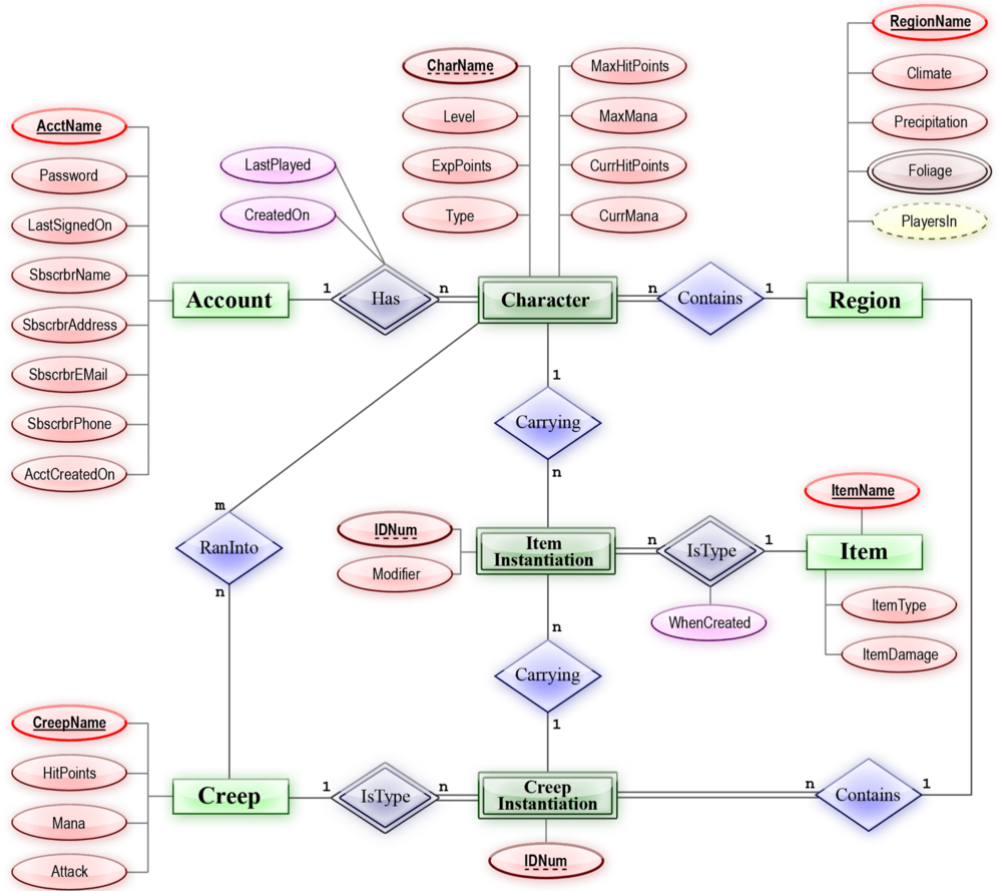 RegionName
CharName
MaxHitPoints
Climate
AcctName
Level
MaxMana
Precipitation
Password
LastPlayed
ExpPoints
CurrHitPoints
Foliage
LastSignedOn
CreatedOn
Type
CurrMana
PlayersIn
SbscrbrName
Account
1
Has
n
Character
n
Contains
1
Region
SbscrbrAddress
SbscrbrEMail
1
SbscrbrPhone
Carrying
AcctCreatedOn
n
ItemName
m
RanInto
IDNum
Item
Instantiation
n
IsType
1
Item
Modifier
n
WhenCreated
ItemType
n
ItemDamage
Carrying
CreepName
1
HitPoints
Creep
1
IsType
n
Creep
Instantiation
n
Contains
1
Mana
Attack
IDNum